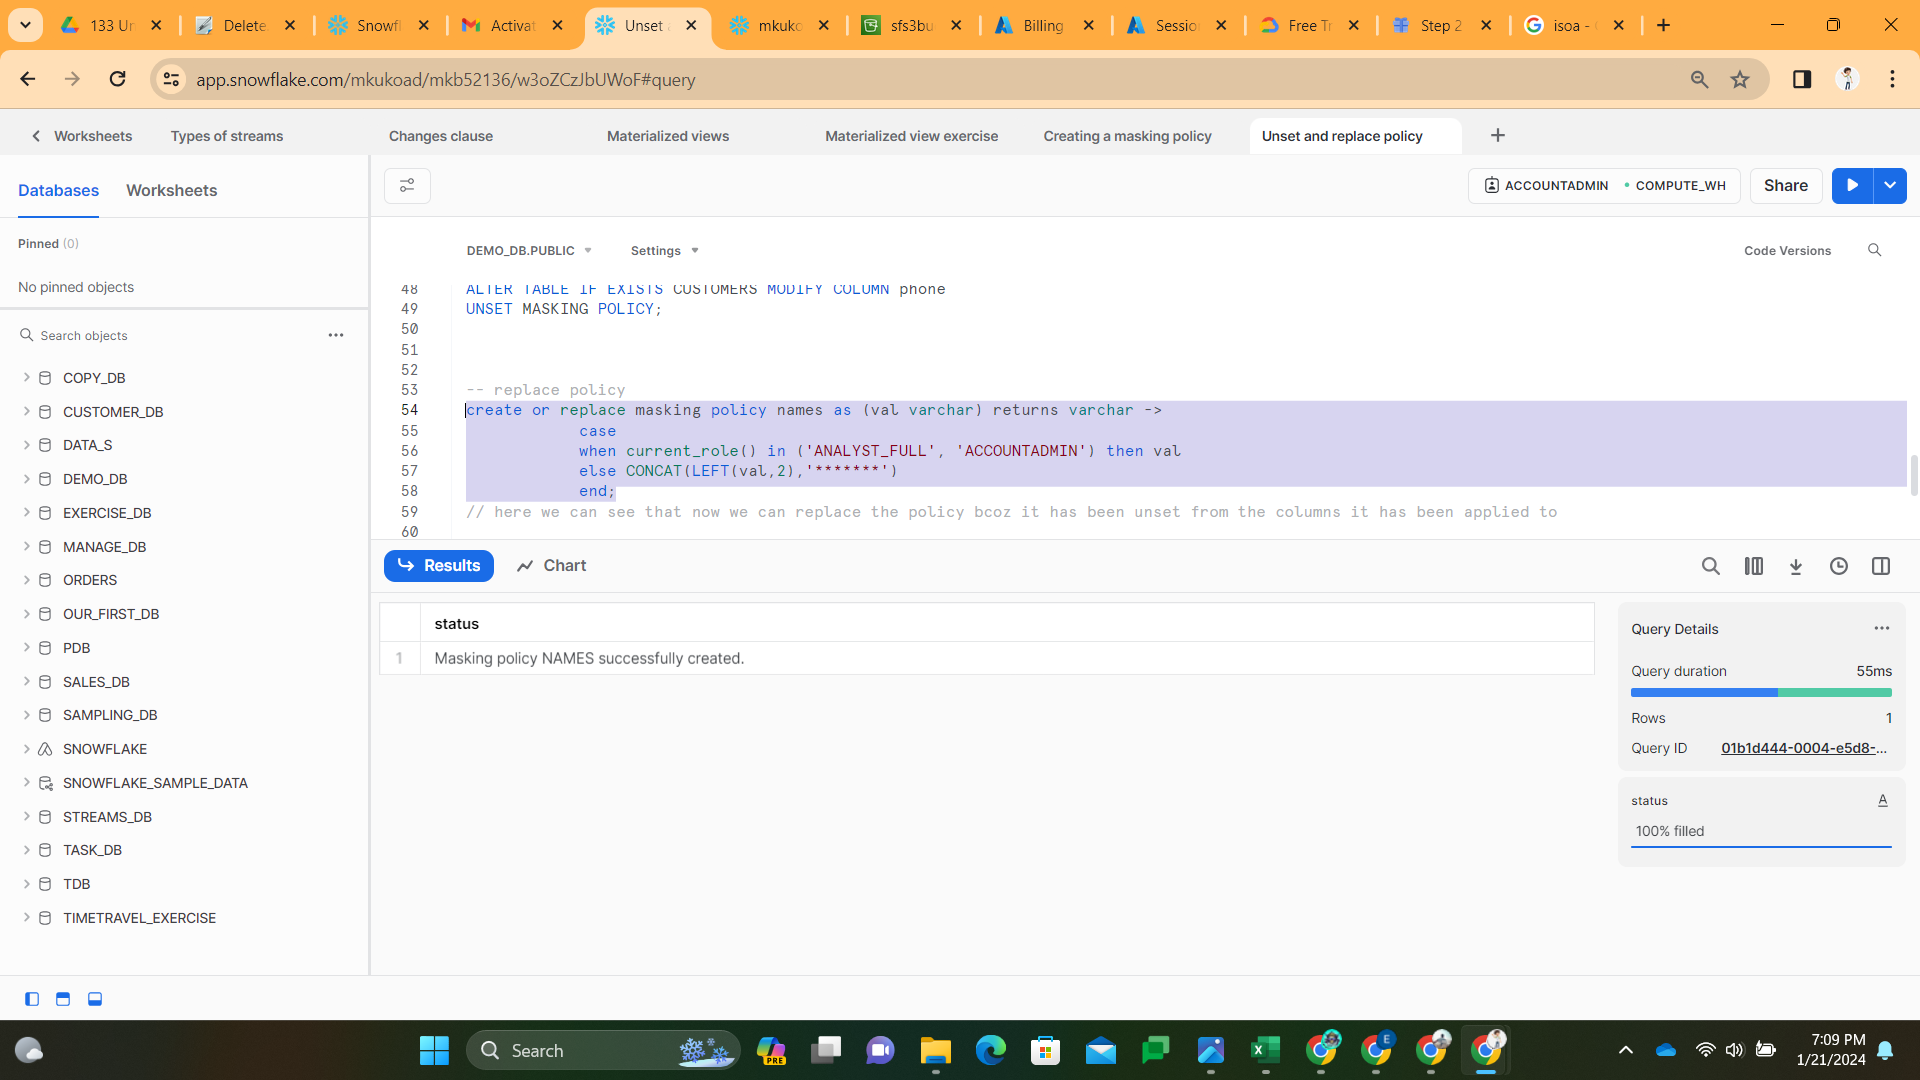 133 Un
Delete.
Snowfl
Activat
Unset a
mkuko
sfs3bu
Billing
Sessio
Free Tr
Step 2
isoa -
app.snowflake.com/mkukoad/mkb52136/w3oZCzJbUWoF#query
Worksheets
Types of streams
Changes clause
Materialized views
Materialized view exercise
Creating a masking policy
Unset and replace policy
Databases
Worksheets
ACCOUNTADMIN
COMPUTE_WH
Share
Pinned (0)
No pinned objects
DEMO_DB.PUBLIC
Settings
Code Versions
Search objects
COPY_DB
CUSTOMER_DB
DATA_S
DEMO_DB
EXERCISE_DB
MANAGE_DB
ORDERS
OUR_FIRST_DB
PDB
SALES_DB
SAMPLING_DB
SNOWFLAKE
SNOWFLAKE_SAMPLE_DATA
STREAMS_DB
TASK_DB
TDB
TIMETRAVEL_EXERCISE
48 ALTER TABLE IF EXISTS CUSTOMERS MODIFY COLUMN phone
49 UNSET MASKING POLICY;
50
51
52
53 -- replace policy
54 create or replace masking policy names as (val varchar) returns varchar ->
55 case
56 when current_role() in ('ANALYST_FULL', 'ACCOUNTADMIN') then val
57 else CONCAT(LEFT(val,2),'*******')
58 end;
59 // here we can see that now we can replace the policy bcoz it has been unset from the columns it has been applied to
60
Results
Chart
status
1 Masking policy NAMES successfully created.
Query Details
Query duration 55ms
Rows 1
Query ID 01b1d444-0004-e5d8-...
status A
100% filled
Search
PRE
E
7:09 PM
1/21/2024